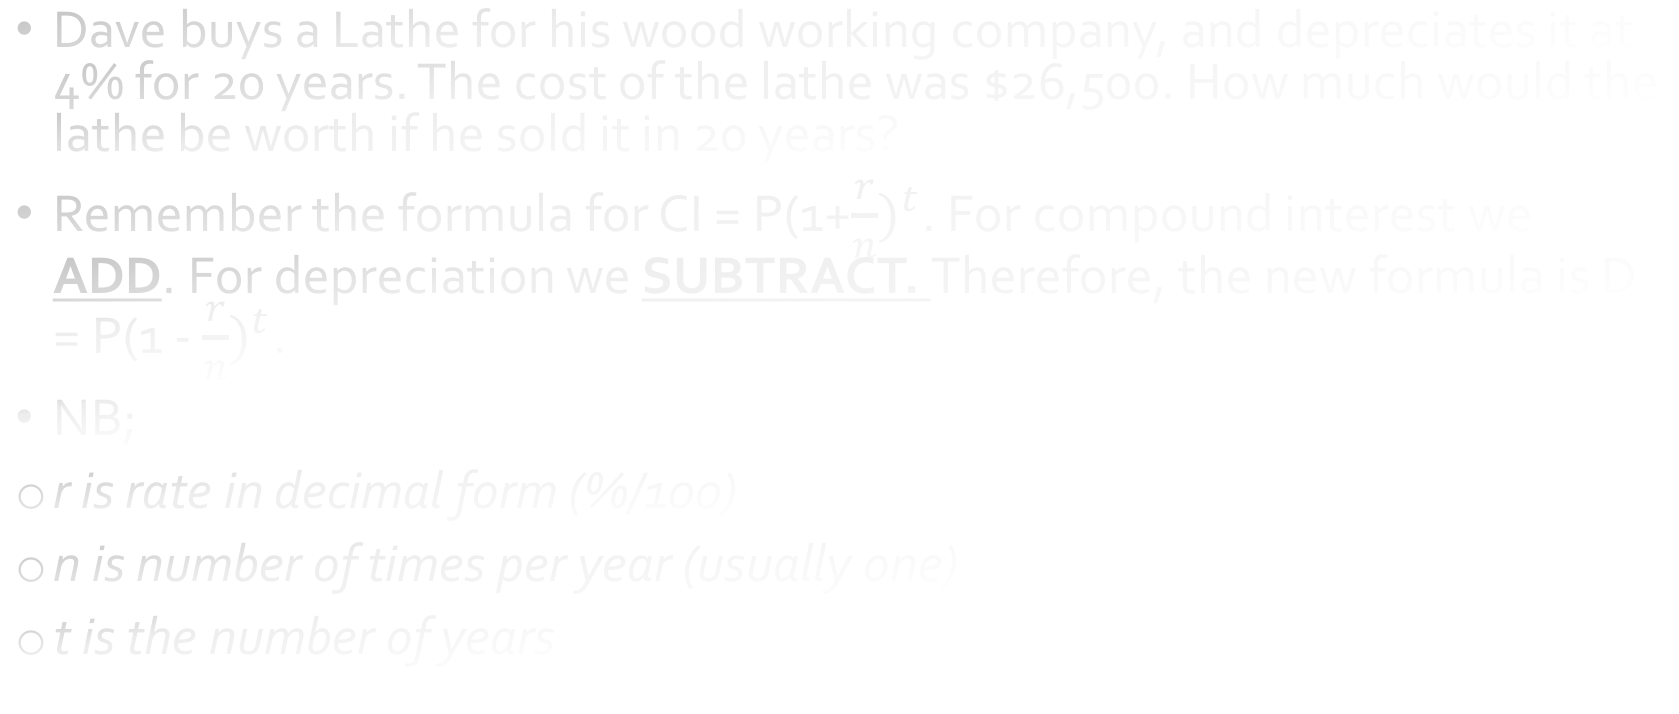 • Dave buys a Lathe for his wood working company, and depreciates it at
4% for 20 years. The cost of the lathe was $26,500. How much would the
lathe be worth if he sold it in 20 years?
• Remember the formula for CI = P(1+r/n)^t. For compound interest we
ADD. For depreciation we SUBTRACT. Therefore, the new formula is D
= P(1 - r/n)^t.
• NB;
o r is rate in decimal form (%/100)
o n is number of times per year (usually one)
o t is the number of years